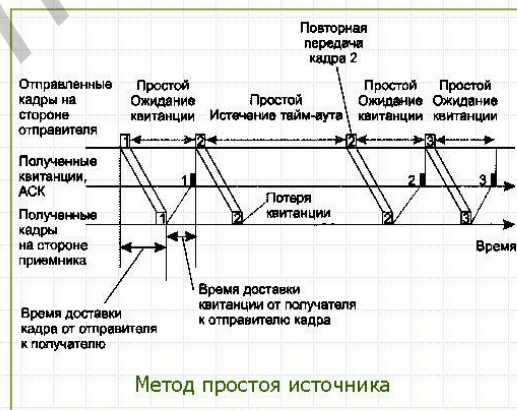 Повторная
передача
кадра 2
Отправленные
кадры на
стороне
отправителя
Простой
Ожидание
квитанции
Простой
Истечение тайм-аута
Простой
Ожидание
квитанции
Простой
Ожидание
квитанции
1
2
2
3
Полученные
квитанции,
АСК
1
2
3
Потеря
квитанции
Полученные
кадры
на стороне
приемника
1
2
2
3
Время
Время доставки
кадра от отправителя
к получателю
Время доставки
квитанции от получателя
к отправителю кадра
Метод простоя источника